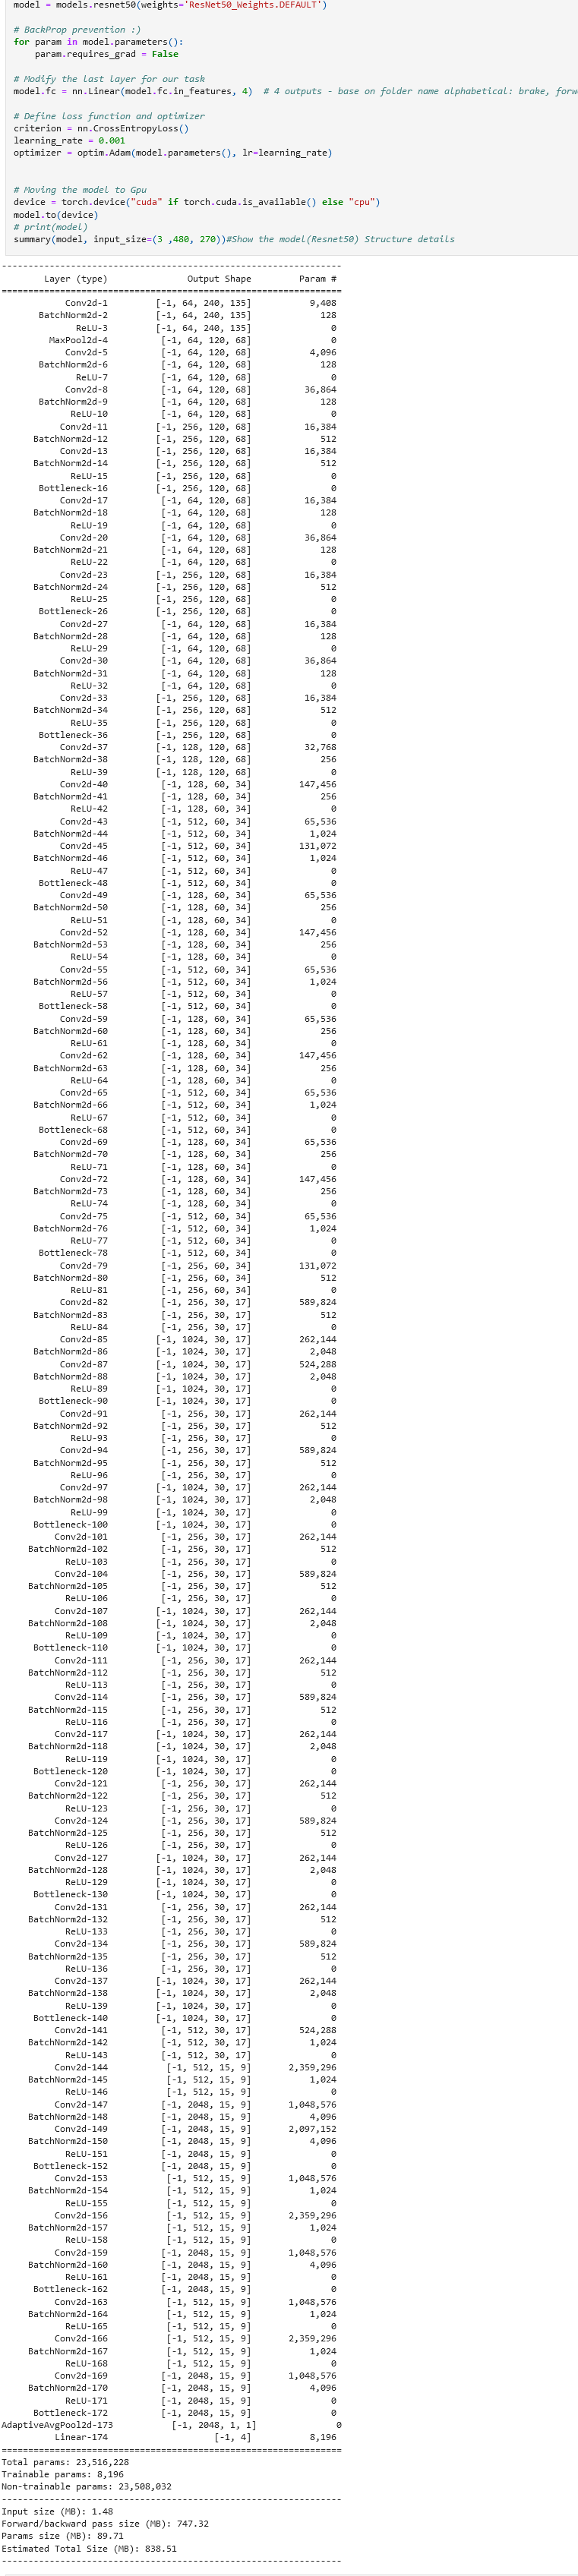 model = models.resnet50(weights='ResNet50_Weights.DEFAULT')
# BackProp prevention :)
for param in model.parameters():
    param.requires_grad = False
# Modify the last layer for our task
model.fc = nn.Linear(model.fc.in_features, 4)  # 4 outputs - base on folder name alphabetical: brake, forw
# Define loss function and optimizer
criterion = nn.CrossEntropyLoss()
learning_rate = 0.001
optimizer = optim.Adam(model.parameters(), lr=learning_rate)
# Moving the model to Gpu
device = torch.device("cuda" if torch.cuda.is_available() else "cpu")
model.to(device)
# print(model)
summary(model, input_size=(3 ,480, 270))#Show the model(Resnet50) Structure details
----------------------------------------------------------------
Layer (type) Output Shape Param #
================================================================
Conv2d-1 [-1, 64, 240, 135] 9,408
BatchNorm2d-2 [-1, 64, 240, 135] 128
ReLU-3 [-1, 64, 240, 135] 0
MaxPool2d-4 [-1, 64, 120, 68] 0
Conv2d-5 [-1, 64, 120, 68] 4,096
BatchNorm2d-6 [-1, 64, 120, 68] 128
ReLU-7 [-1, 64, 120, 68] 0
Conv2d-8 [-1, 64, 120, 68] 36,864
BatchNorm2d-9 [-1, 64, 120, 68] 128
ReLU-10 [-1, 64, 120, 68] 0
Conv2d-11 [-1, 256, 120, 68] 16,384
BatchNorm2d-12 [-1, 256, 120, 68] 512
Conv2d-13 [-1, 256, 120, 68] 16,384
BatchNorm2d-14 [-1, 256, 120, 68] 512
ReLU-15 [-1, 256, 120, 68] 0
Bottleneck-16 [-1, 256, 120, 68] 0
Conv2d-17 [-1, 64, 120, 68] 16,384
BatchNorm2d-18 [-1, 64, 120, 68] 128
ReLU-19 [-1, 64, 120, 68] 0
Conv2d-20 [-1, 64, 120, 68] 36,864
BatchNorm2d-21 [-1, 64, 120, 68] 128
ReLU-22 [-1, 64, 120, 68] 0
Conv2d-23 [-1, 256, 120, 68] 16,384
BatchNorm2d-24 [-1, 256, 120, 68] 512
ReLU-25 [-1, 256, 120, 68] 0
Bottleneck-26 [-1, 256, 120, 68] 0
Conv2d-27 [-1, 64, 120, 68] 16,384
BatchNorm2d-28 [-1, 64, 120, 68] 128
ReLU-29 [-1, 64, 120, 68] 0
Conv2d-30 [-1, 64, 120, 68] 36,864
BatchNorm2d-31 [-1, 64, 120, 68] 128
ReLU-32 [-1, 64, 120, 68] 0
Conv2d-33 [-1, 256, 120, 68] 16,384
BatchNorm2d-34 [-1, 256, 120, 68] 512
ReLU-35 [-1, 256, 120, 68] 0
Bottleneck-36 [-1, 256, 120, 68] 0
Conv2d-37 [-1, 128, 120, 68] 32,768
BatchNorm2d-38 [-1, 128, 120, 68] 256
ReLU-39 [-1, 128, 120, 68] 0
Conv2d-40 [-1, 128, 60, 34] 147,456
BatchNorm2d-41 [-1, 128, 60, 34] 256
ReLU-42 [-1, 128, 60, 34] 0
Conv2d-43 [-1, 512, 60, 34] 65,536
BatchNorm2d-44 [-1, 512, 60, 34] 1,024
Conv2d-45 [-1, 512, 60, 34] 131,072
BatchNorm2d-46 [-1, 512, 60, 34] 1,024
ReLU-47 [-1, 512, 60, 34] 0
Bottleneck-48 [-1, 512, 60, 34] 0
Conv2d-49 [-1, 128, 60, 34] 65,536
BatchNorm2d-50 [-1, 128, 60, 34] 256
ReLU-51 [-1, 128, 60, 34] 0
Conv2d-52 [-1, 128, 60, 34] 147,456
BatchNorm2d-53 [-1, 128, 60, 34] 256
ReLU-54 [-1, 128, 60, 34] 0
Conv2d-55 [-1, 512, 60, 34] 65,536
BatchNorm2d-56 [-1, 512, 60, 34] 1,024
ReLU-57 [-1, 512, 60, 34] 0
Bottleneck-58 [-1, 512, 60, 34] 0
Conv2d-59 [-1, 128, 60, 34] 65,536
BatchNorm2d-60 [-1, 128, 60, 34] 256
ReLU-61 [-1, 128, 60, 34] 0
Conv2d-62 [-1, 128, 60, 34] 147,456
BatchNorm2d-63 [-1, 128, 60, 34] 256
ReLU-64 [-1, 128, 60, 34] 0
Conv2d-65 [-1, 512, 60, 34] 65,536
BatchNorm2d-66 [-1, 512, 60, 34] 1,024
ReLU-67 [-1, 512, 60, 34] 0
Bottleneck-68 [-1, 512, 60, 34] 0
Conv2d-69 [-1, 128, 60, 34] 65,536
BatchNorm2d-70 [-1, 128, 60, 34] 256
ReLU-71 [-1, 128, 60, 34] 0
Conv2d-72 [-1, 128, 60, 34] 147,456
BatchNorm2d-73 [-1, 128, 60, 34] 256
ReLU-74 [-1, 128, 60, 34] 0
Conv2d-75 [-1, 512, 60, 34] 65,536
BatchNorm2d-76 [-1, 512, 60, 34] 1,024
ReLU-77 [-1, 512, 60, 34] 0
Bottleneck-78 [-1, 512, 60, 34] 0
Conv2d-79 [-1, 256, 60, 34] 131,072
BatchNorm2d-80 [-1, 256, 60, 34] 512
ReLU-81 [-1, 256, 60, 34] 0
Conv2d-82 [-1, 256, 30, 17] 589,824
BatchNorm2d-83 [-1, 256, 30, 17] 512
ReLU-84 [-1, 256, 30, 17] 0
Conv2d-85 [-1, 1024, 30, 17] 262,144
BatchNorm2d-86 [-1, 1024, 30, 17] 2,048
Conv2d-87 [-1, 1024, 30, 17] 524,288
BatchNorm2d-88 [-1, 1024, 30, 17] 2,048
ReLU-89 [-1, 1024, 30, 17] 0
Bottleneck-90 [-1, 1024, 30, 17] 0
Conv2d-91 [-1, 256, 30, 17] 262,144
BatchNorm2d-92 [-1, 256, 30, 17] 512
ReLU-93 [-1, 256, 30, 17] 0
Conv2d-94 [-1, 256, 30, 17] 589,824
BatchNorm2d-95 [-1, 256, 30, 17] 512
ReLU-96 [-1, 256, 30, 17] 0
Conv2d-97 [-1, 1024, 30, 17] 262,144
BatchNorm2d-98 [-1, 1024, 30, 17] 2,048
ReLU-99 [-1, 1024, 30, 17] 0
Bottleneck-100 [-1, 1024, 30, 17] 0
Conv2d-101 [-1, 256, 30, 17] 262,144
BatchNorm2d-102 [-1, 256, 30, 17] 512
ReLU-103 [-1, 256, 30, 17] 0
Conv2d-104 [-1, 256, 30, 17] 589,824
BatchNorm2d-105 [-1, 256, 30, 17] 512
ReLU-106 [-1, 256, 30, 17] 0
Conv2d-107 [-1, 1024, 30, 17] 262,144
BatchNorm2d-108 [-1, 1024, 30, 17] 2,048
ReLU-109 [-1, 1024, 30, 17] 0
Bottleneck-110 [-1, 1024, 30, 17] 0
Conv2d-111 [-1, 256, 30, 17] 262,144
BatchNorm2d-112 [-1, 256, 30, 17] 512
ReLU-113 [-1, 256, 30, 17] 0
Conv2d-114 [-1, 256, 30, 17] 589,824
BatchNorm2d-115 [-1, 256, 30, 17] 512
ReLU-116 [-1, 256, 30, 17] 0
Conv2d-117 [-1, 1024, 30, 17] 262,144
BatchNorm2d-118 [-1, 1024, 30, 17] 2,048
ReLU-119 [-1, 1024, 30, 17] 0
Bottleneck-120 [-1, 1024, 30, 17] 0
Conv2d-121 [-1, 256, 30, 17] 262,144
BatchNorm2d-122 [-1, 256, 30, 17] 512
ReLU-123 [-1, 256, 30, 17] 0
Conv2d-124 [-1, 256, 30, 17] 589,824
BatchNorm2d-125 [-1, 256, 30, 17] 512
ReLU-126 [-1, 256, 30, 17] 0
Conv2d-127 [-1, 1024, 30, 17] 262,144
BatchNorm2d-128 [-1, 1024, 30, 17] 2,048
ReLU-129 [-1, 1024, 30, 17] 0
Bottleneck-130 [-1, 1024, 30, 17] 0
Conv2d-131 [-1, 256, 30, 17] 262,144
BatchNorm2d-132 [-1, 256, 30, 17] 512
ReLU-133 [-1, 256, 30, 17] 0
Conv2d-134 [-1, 256, 30, 17] 589,824
BatchNorm2d-135 [-1, 256, 30, 17] 512
ReLU-136 [-1, 256, 30, 17] 0
Conv2d-137 [-1, 1024, 30, 17] 262,144
BatchNorm2d-138 [-1, 1024, 30, 17] 2,048
ReLU-139 [-1, 1024, 30, 17] 0
Bottleneck-140 [-1, 1024, 30, 17] 0
Conv2d-141 [-1, 512, 30, 17] 524,288
BatchNorm2d-142 [-1, 512, 30, 17] 1,024
ReLU-143 [-1, 512, 30, 17] 0
Conv2d-144 [-1, 512, 15, 9] 2,359,296
BatchNorm2d-145 [-1, 512, 15, 9] 1,024
ReLU-146 [-1, 512, 15, 9] 0
Conv2d-147 [-1, 2048, 15, 9] 1,048,576
BatchNorm2d-148 [-1, 2048, 15, 9] 4,096
Conv2d-149 [-1, 2048, 15, 9] 2,097,152
BatchNorm2d-150 [-1, 2048, 15, 9] 4,096
ReLU-151 [-1, 2048, 15, 9] 0
Bottleneck-152 [-1, 2048, 15, 9] 0
Conv2d-153 [-1, 512, 15, 9] 1,048,576
BatchNorm2d-154 [-1, 512, 15, 9] 1,024
ReLU-155 [-1, 512, 15, 9] 0
Conv2d-156 [-1, 512, 15, 9] 2,359,296
BatchNorm2d-157 [-1, 512, 15, 9] 1,024
ReLU-158 [-1, 512, 15, 9] 0
Conv2d-159 [-1, 2048, 15, 9] 1,048,576
BatchNorm2d-160 [-1, 2048, 15, 9] 4,096
ReLU-161 [-1, 2048, 15, 9] 0
Bottleneck-162 [-1, 2048, 15, 9] 0
Conv2d-163 [-1, 512, 15, 9] 1,048,576
BatchNorm2d-164 [-1, 512, 15, 9] 1,024
ReLU-165 [-1, 512, 15, 9] 0
Conv2d-166 [-1, 512, 15, 9] 2,359,296
BatchNorm2d-167 [-1, 512, 15, 9] 1,024
ReLU-168 [-1, 512, 15, 9] 0
Conv2d-169 [-1, 2048, 15, 9] 1,048,576
BatchNorm2d-170 [-1, 2048, 15, 9] 4,096
ReLU-171 [-1, 2048, 15, 9] 0
Bottleneck-172 [-1, 2048, 15, 9] 0
AdaptiveAvgPool2d-173 [-1, 2048, 1, 1] 0
Linear-174 [-1, 4] 8,196
================================================================
Total params: 23,516,228
Trainable params: 8,196
Non-trainable params: 23,508,032
----------------------------------------------------------------
Input size (MB): 1.48
Forward/backward pass size (MB): 747.32
Params size (MB): 89.71
Estimated Total Size (MB): 838.51
----------------------------------------------------------------